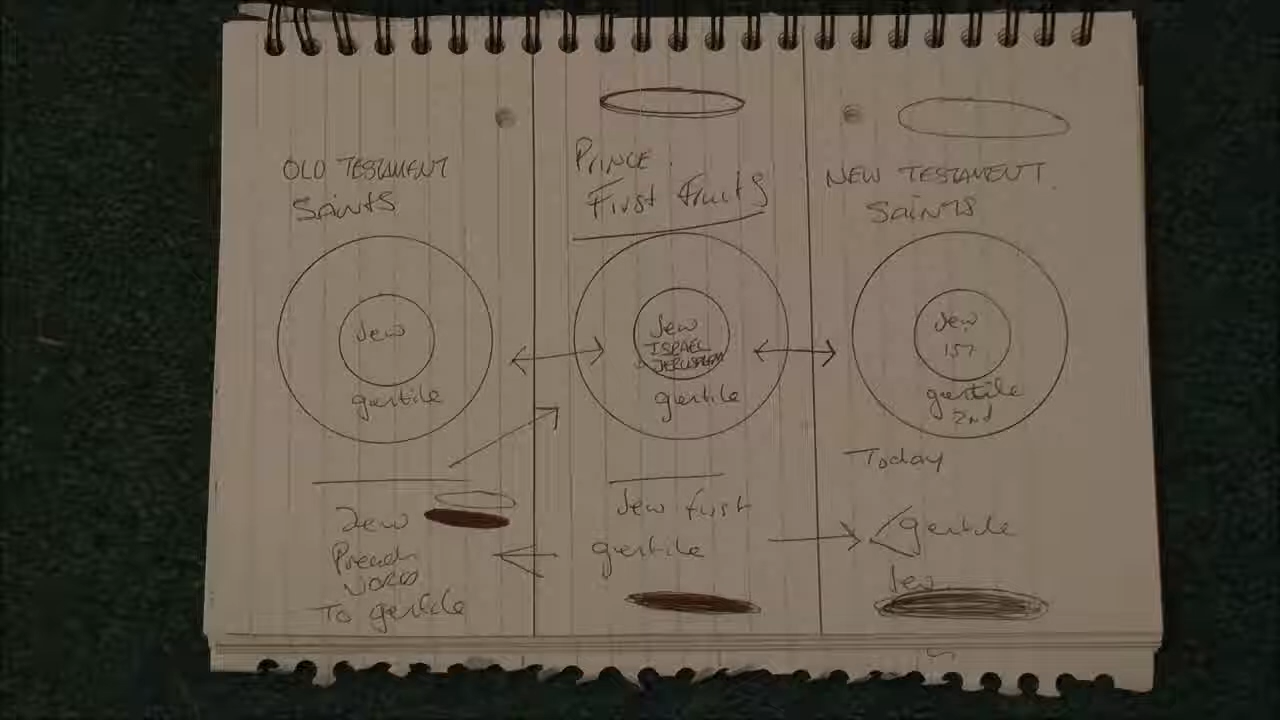 OLD TESTAMENT
Saints
Jew
gentile
Jew
Preach
WORD
To gentile
PRINCE.
First Fruits
Jew
ISRAEL
JERUSALEM
gentile
Jew first
gentile
NEW TESTAMENT.
Saints
Jew
1st
gentile
2nd
Today
gentile
Jew